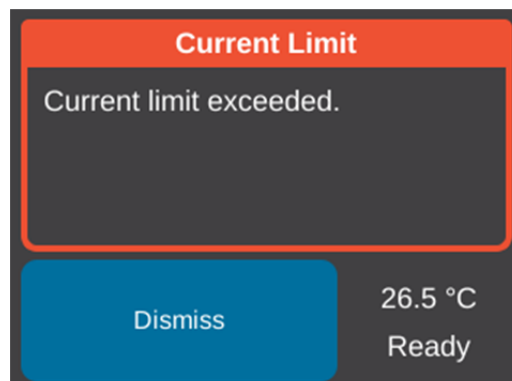 Current Limit
Current limit exceeded.
Dismiss
26.5 °C
Ready